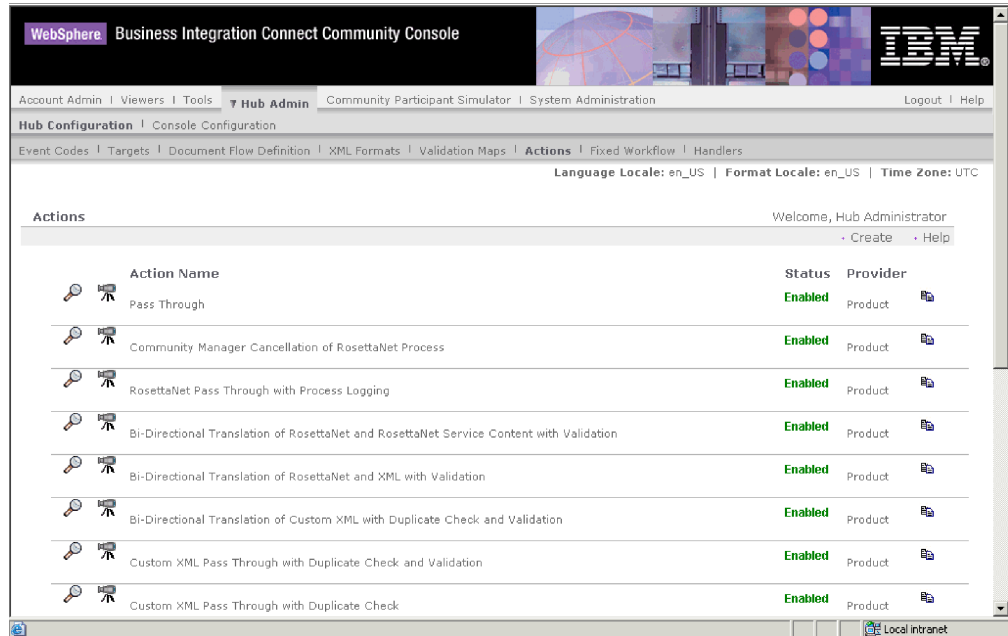 WebSphere. Business Integration Connect Community Console
IBM
Account Admin | Viewers | Tools Hub Admin Community Participant Simulator | System Administration Logout | Help
Hub Configuration | Console Configuration
Event Codes | Targets | Document Flow Definition | XML Formats | Validation Maps | Actions | Fixed Workflow | Handlers
Language Locale: en_US | Format Locale: en_US | Time Zone: UTC
Actions Welcome, Hub Administrator
Create Help
Action Name Status Provider
Pass Through Enabled Product
Community Manager Cancellation of RosettaNet Process Enabled Product
RosettaNet Pass Through with Process Logging Enabled Product
Bi-Directional Translation of RosettaNet and RosettaNet Service Content with Validation Enabled Product
Bi-Directional Translation of RosettaNet and XML with Validation Enabled Product
Bi-Directional Translation of Custom XML with Duplicate Check and Validation Enabled Product
Custom XML Pass Through with Duplicate Check and Validation Enabled Product
Custom XML Pass Through with Duplicate Check Enabled Product
Local intranet